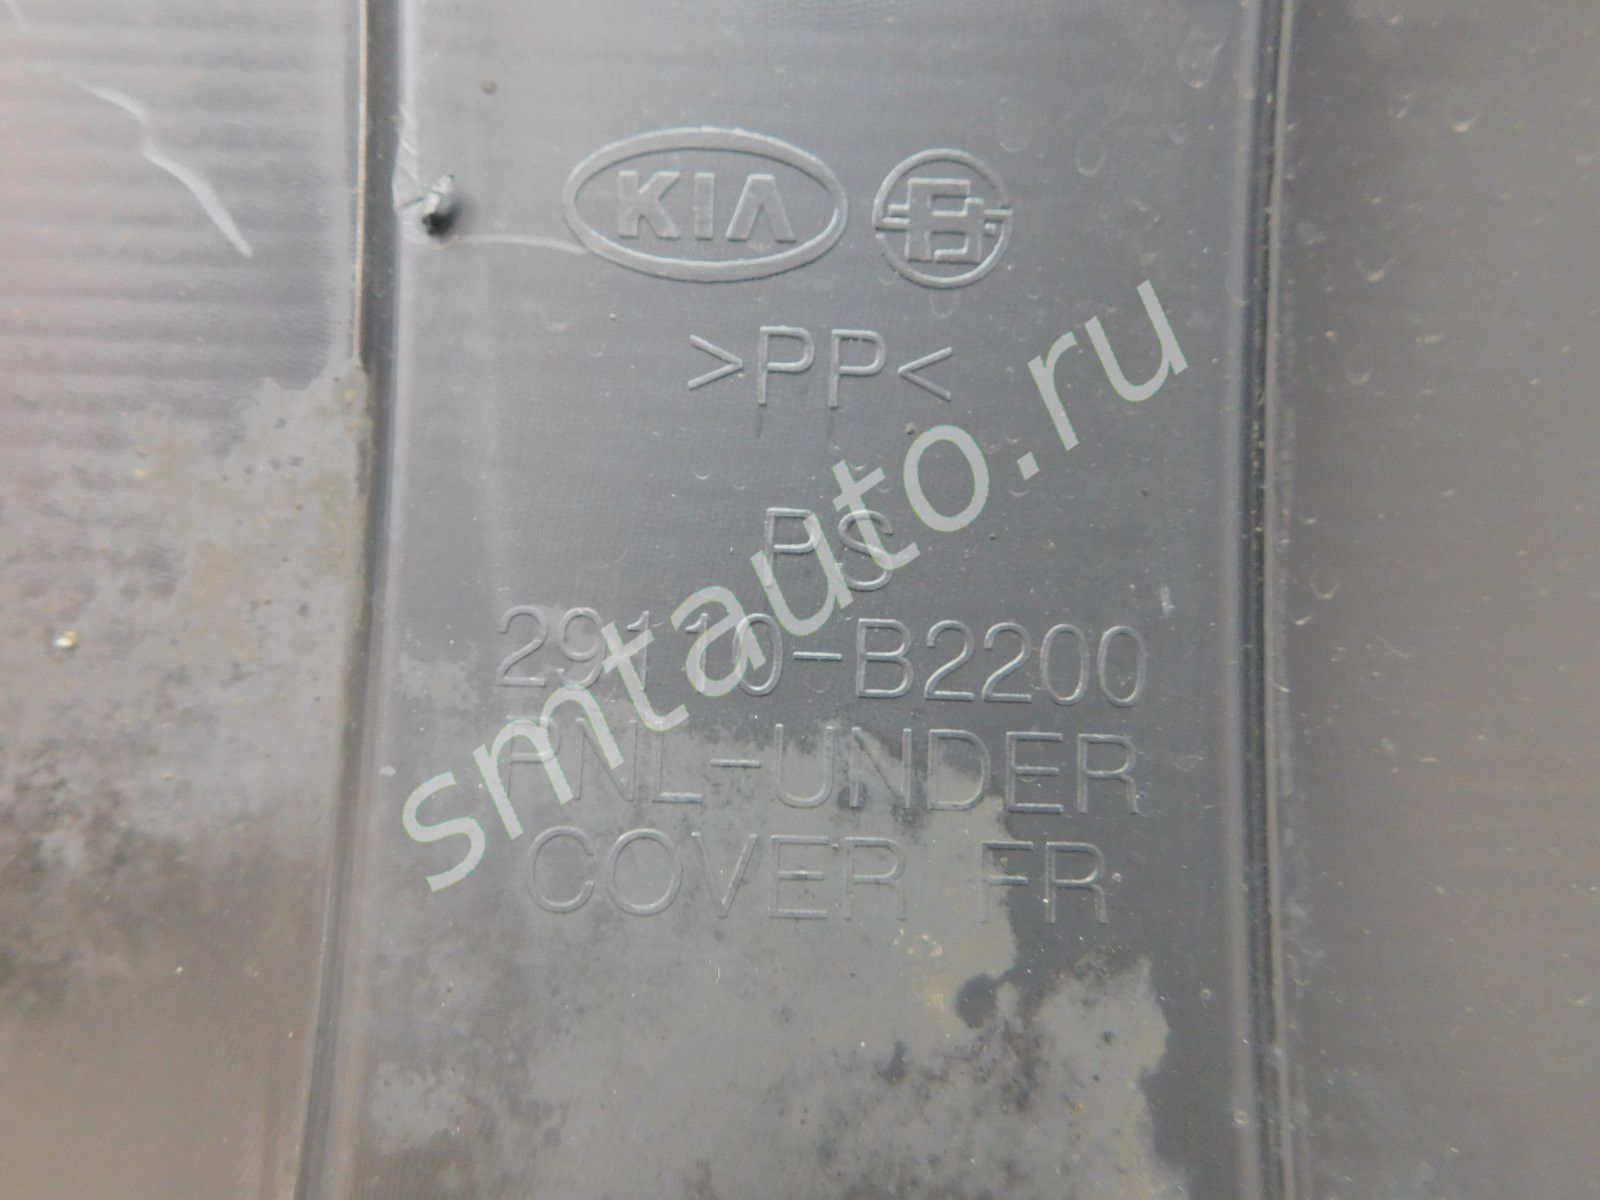 KIA
>PP<
PS
29110-B2200
PNL-UNDER
COVER FR
smtauto.ru